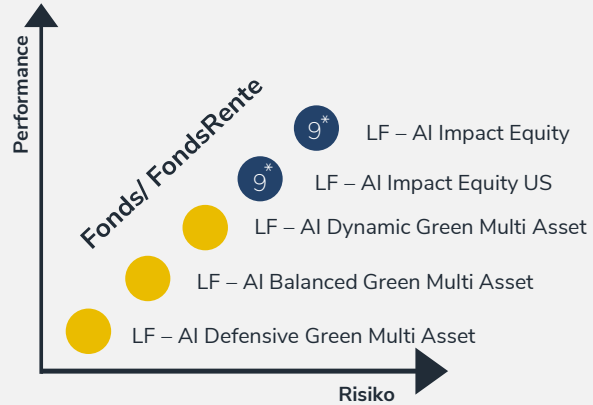 Performance
Fonds/ FondsRente
9*
LF – AI Impact Equity
9*
LF – AI Impact Equity US
LF – AI Dynamic Green Multi Asset
LF – AI Balanced Green Multi Asset
LF – AI Defensive Green Multi Asset
Risiko